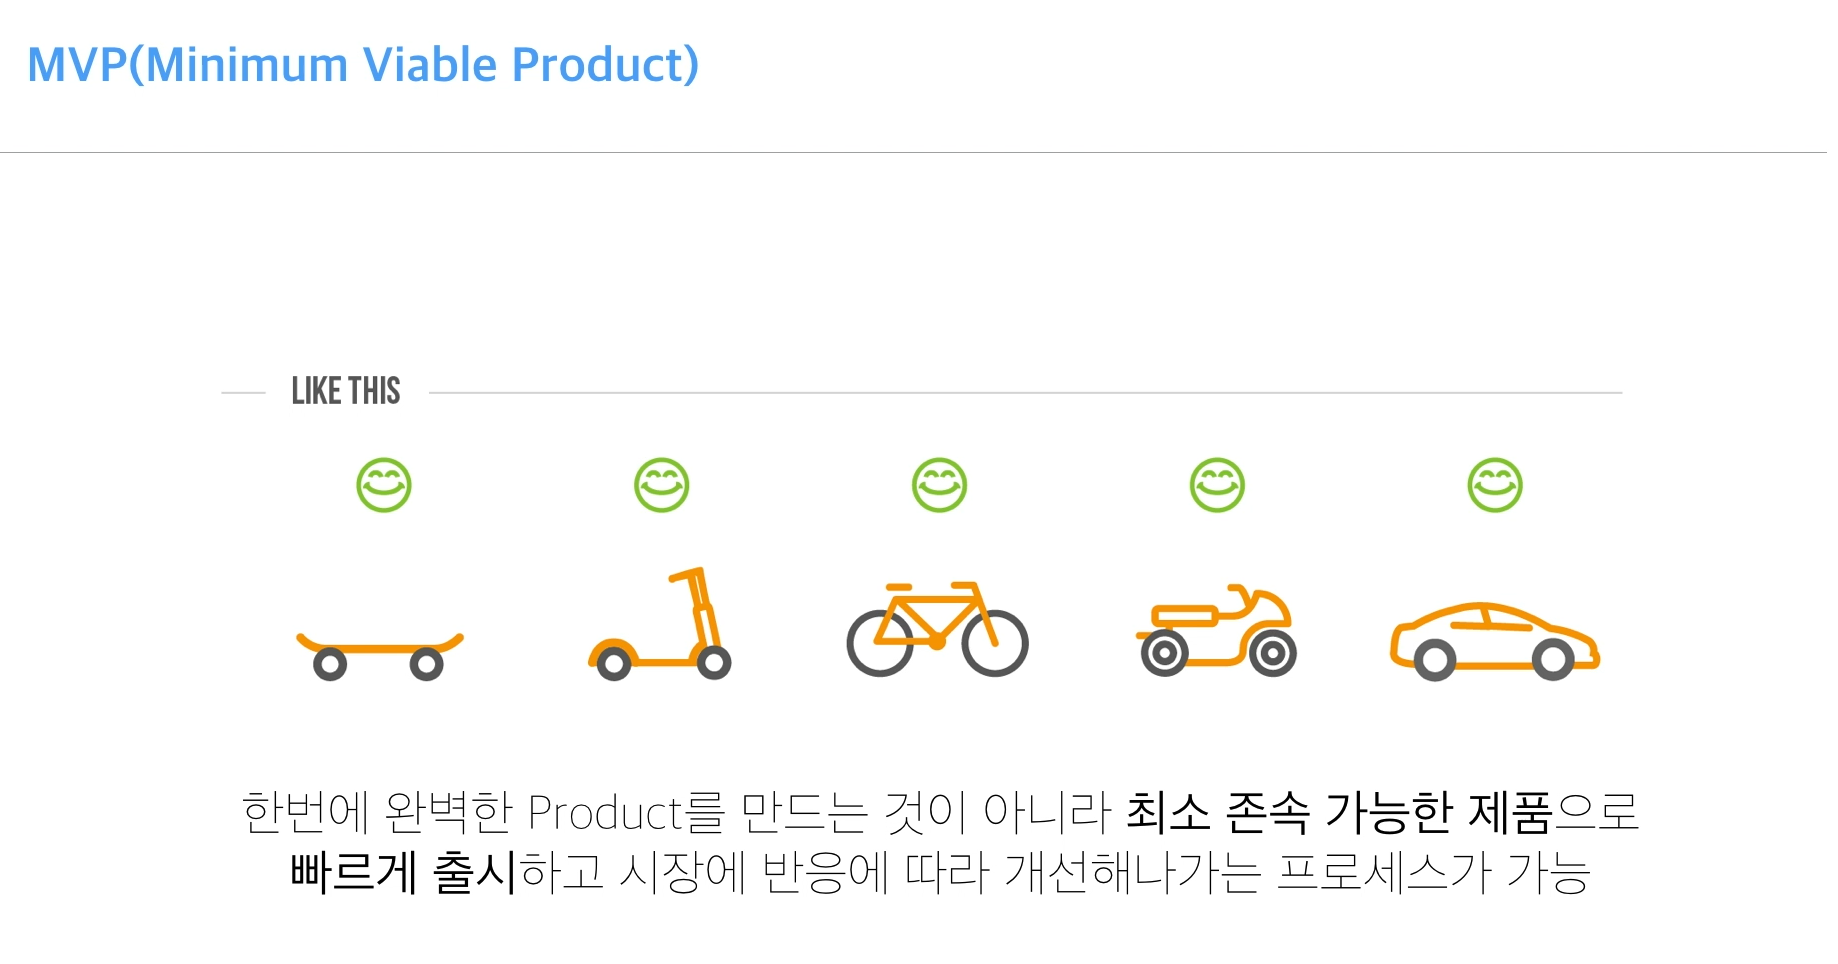 MVP(Minimum Viable Product)
LIKE THIS
한번에 완벽한 Product를 만드는 것이 아니라 최소 존속 가능한 제품으로
빠르게 출시하고 시장에 반응에 따라 개선해나가는 프로세스가 가능